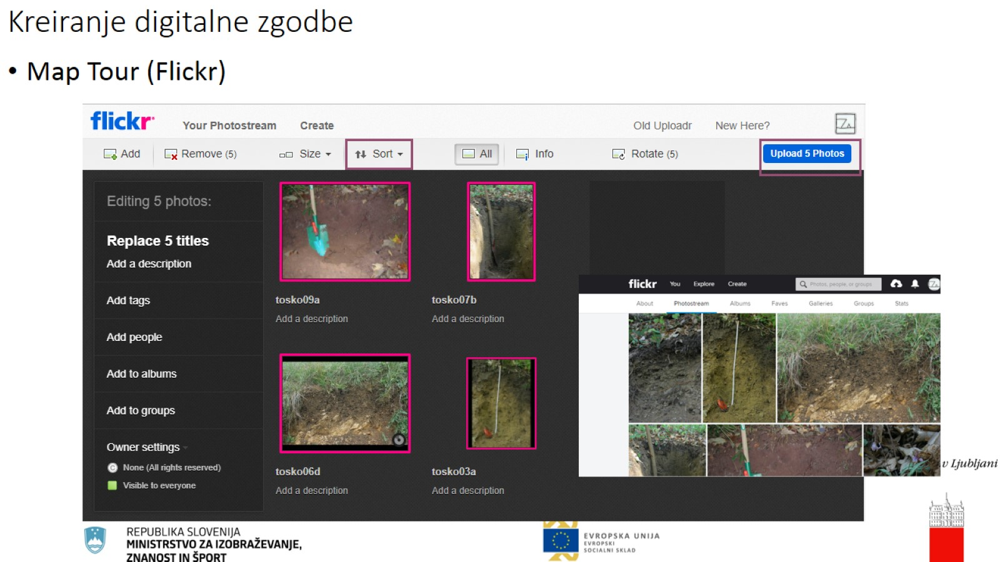 Kreiranje digitalne zgodbe
• Map Tour (Flickr)
flickr
Your Photostream
Create
Old Uploadr
New Here?
Add
Remove (5)
Size
Sort
All
Info
Rotate (5)
Upload 5 Photos
Editing 5 photos:
Replace 5 titles
Add a description
Add tags
Add people
Add to albums
Add to groups
Owner settings
None (All rights reserved)
Visible to everyone
tosko09a
Add a description
tosko07b
Add a description
tosko06d
Add a description
tosko03a
Add a description
flickr
You
Explore
Create
Photos, people, or groups
About
Photostream
Albums
Faves
Galleries
Groups
Stats
v Ljubljani
REPUBLIKA SLOVENIJA
MINISTRSTVO ZA IZOBRAŽEVANJE,
ZNANOST IN ŠPORT
EVROPSKA UNIJA
EVROPSKI
SOCIALNI SKLAD